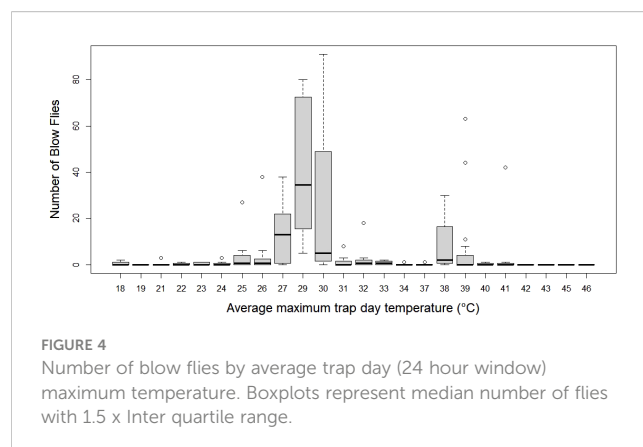 Number of Blow Flies
80
60
40
20
0
18 19 21 22 23 24 25 26 27 29 30 31 32 33 34 37 38 39 40 41 42 43 45 46
Average maximum trap day temperature (°C)
FIGURE 4
Number of blow flies by average trap day (24 hour window)
maximum temperature. Boxplots represent median number of flies
with 1.5 x Inter quartile range.